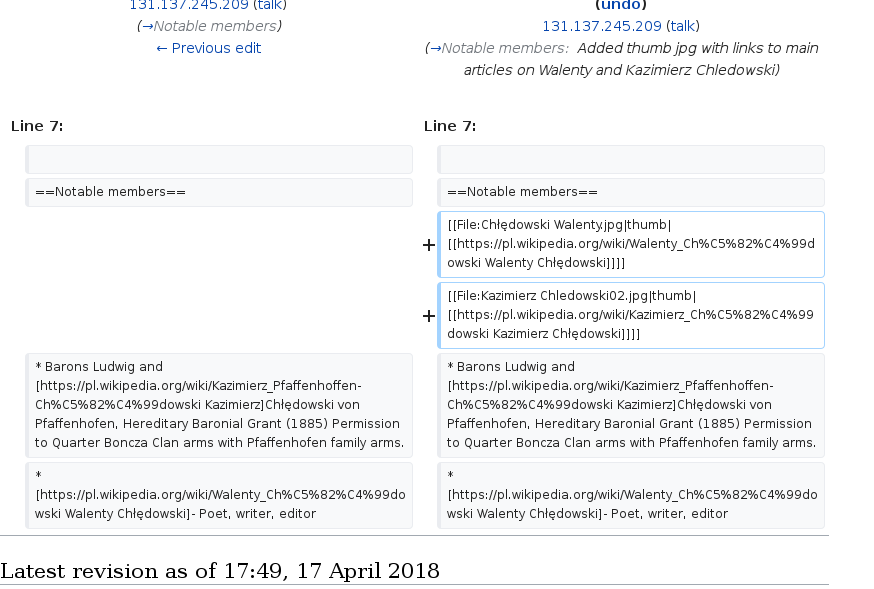 131.137.245.209 (talk)
(→Notable members)
← Previous edit
(undo)
131.137.245.209 (talk)
(→Notable members: Added thumb jpg with links to main
articles on Walenty and Kazimierz Chledowski)
Line 7:
Line 7:
==Notable members==
==Notable members==
+
[[File:Chłędowski Walenty.jpg|thumb|
[[https://pl.wikipedia.org/wiki/Walenty_Ch%C5%82%C4%99d
owski Walenty Chłędowski]]]]
+
[[File:Kazimierz Chledowski02.jpg|thumb|
[[https://pl.wikipedia.org/wiki/Kazimierz_Ch%C5%82%C4%99
dowski Kazimierz Chłędowski]]]]
* Barons Ludwig and
[https://pl.wikipedia.org/wiki/Kazimierz_Pfaffenhoffen-
Ch%C5%82%C4%99dowski Kazimierz]Chłędowski von
Pfaffenhofen, Hereditary Baronial Grant (1885) Permission
to Quarter Boncza Clan arms with Pfaffenhofen family arms.
* Barons Ludwig and
[https://pl.wikipedia.org/wiki/Kazimierz_Pfaffenhoffen-
Ch%C5%82%C4%99dowski Kazimierz]Chłędowski von
Pfaffenhofen, Hereditary Baronial Grant (1885) Permission
to Quarter Boncza Clan arms with Pfaffenhofen family arms.
*
[https://pl.wikipedia.org/wiki/Walenty_Ch%C5%82%C4%99do
wski Walenty Chłędowski]- Poet, writer, editor
*
[https://pl.wikipedia.org/wiki/Walenty_Ch%C5%82%C4%99do
wski Walenty Chłędowski]- Poet, writer, editor
Latest revision as of 17:49, 17 April 2018